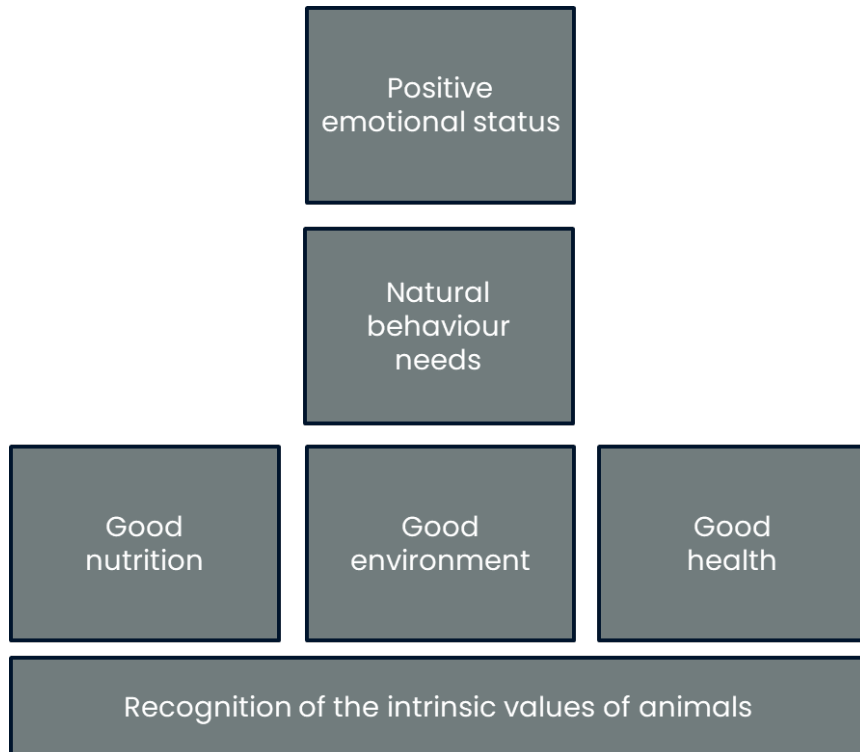 Positive
emotional status
Natural
behaviour
needs
Good
nutrition
Good
environment
Good
health
Recognition of the intrinsic values of animals